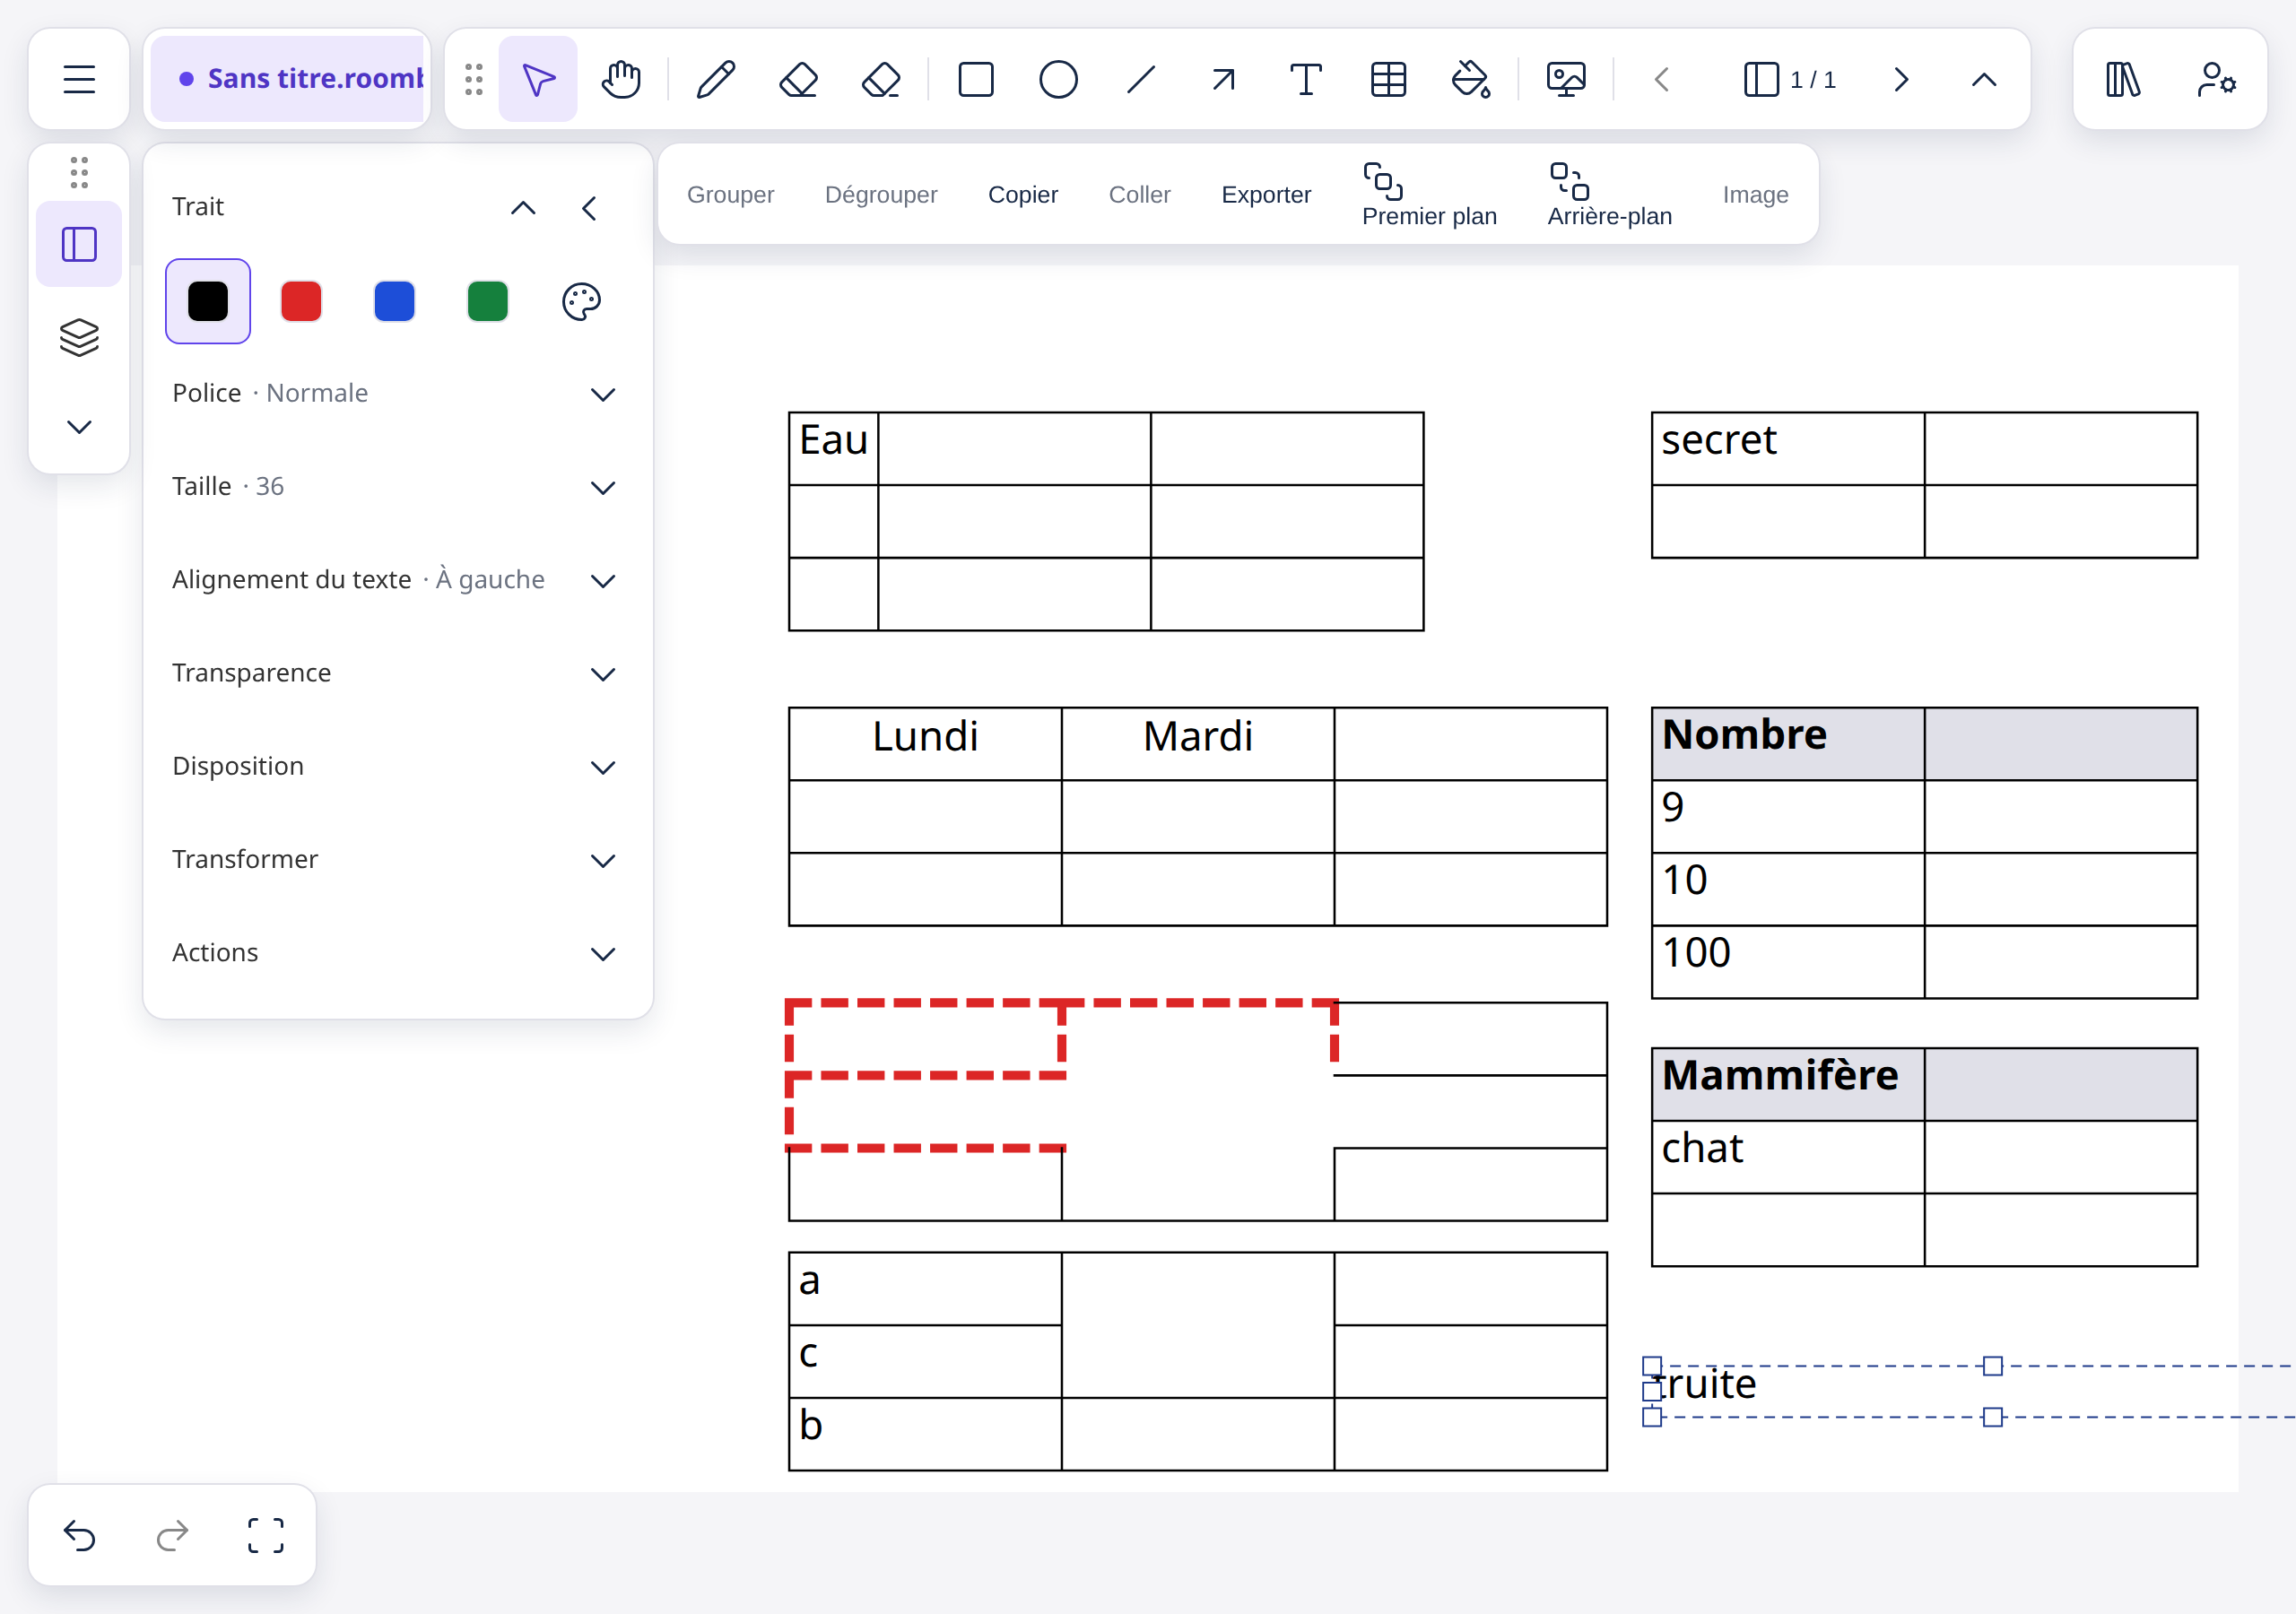 Sans titre.roomb
1 / 1
Grouper Dégrouper Copier Coller Exporter Premier plan Arrière-plan Image
Trait
Police · Normale
Taille · 36
Alignement du texte · À gauche
Transparence
Disposition
Transformer
Actions
Eau
secret
Lundi Mardi
Nombre
9
10
100
Mammifère
chat
a
c
b
truite